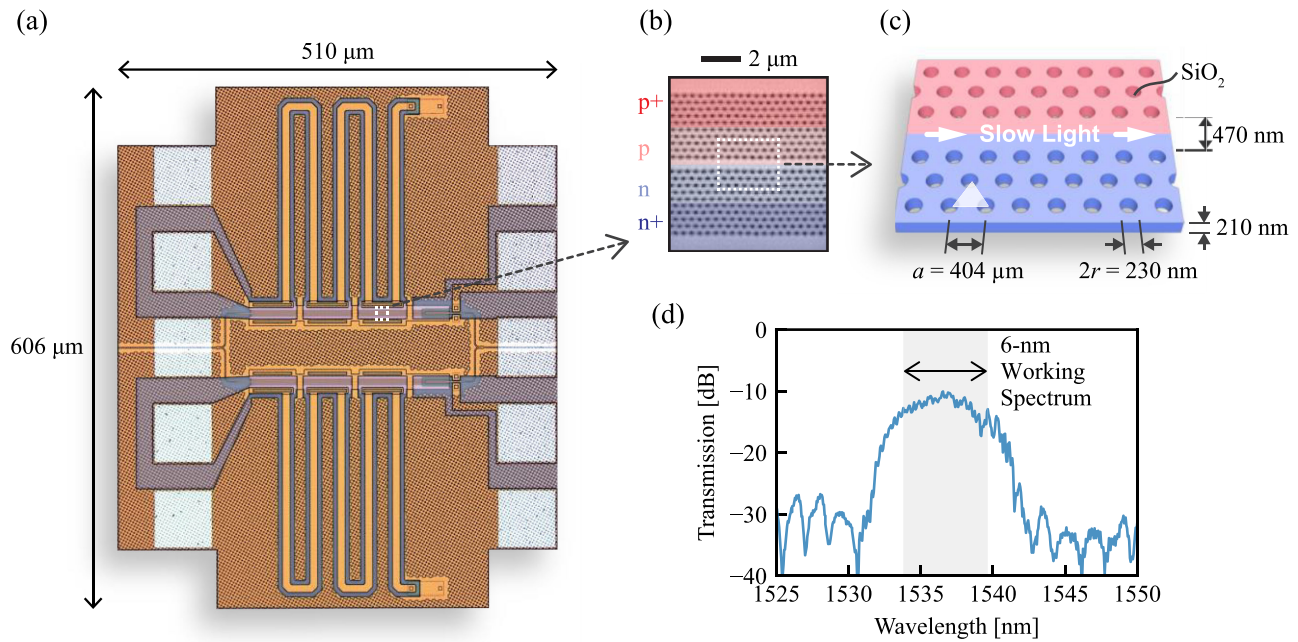 (a)
510 μm
606 μm
(b)
2 μm
p+
p
n
n+
(c)
SiO₂
Slow Light
470 nm
210 nm
a = 404 μm
2r = 230 nm
(d)
6-nm
Working
Spectrum
Transmission [dB]
0
−10
−20
−30
−40
1525 1530 1535 1540 1545 1550
Wavelength [nm]